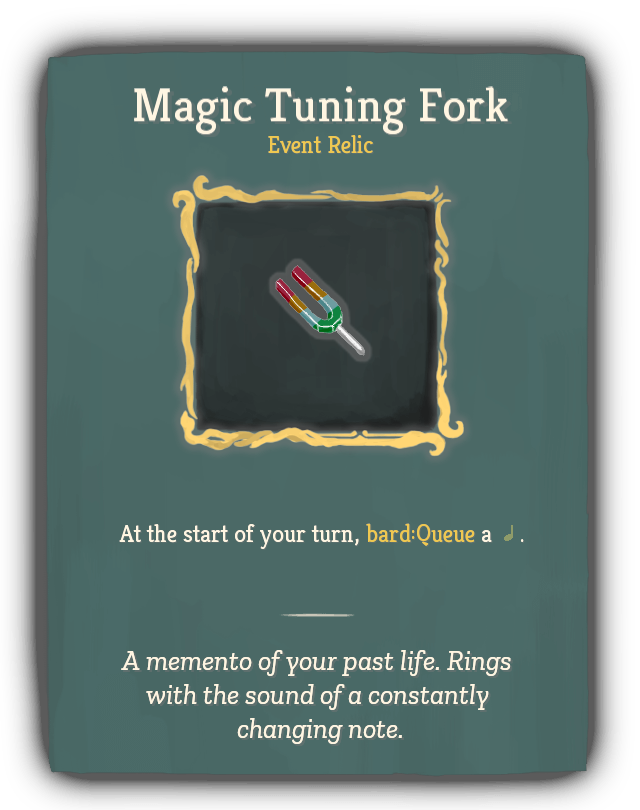 Magic Tuning Fork
Event Relic
At the start of your turn, bard:Queue a ♩.
A memento of your past life. Rings
with the sound of a constantly
changing note.